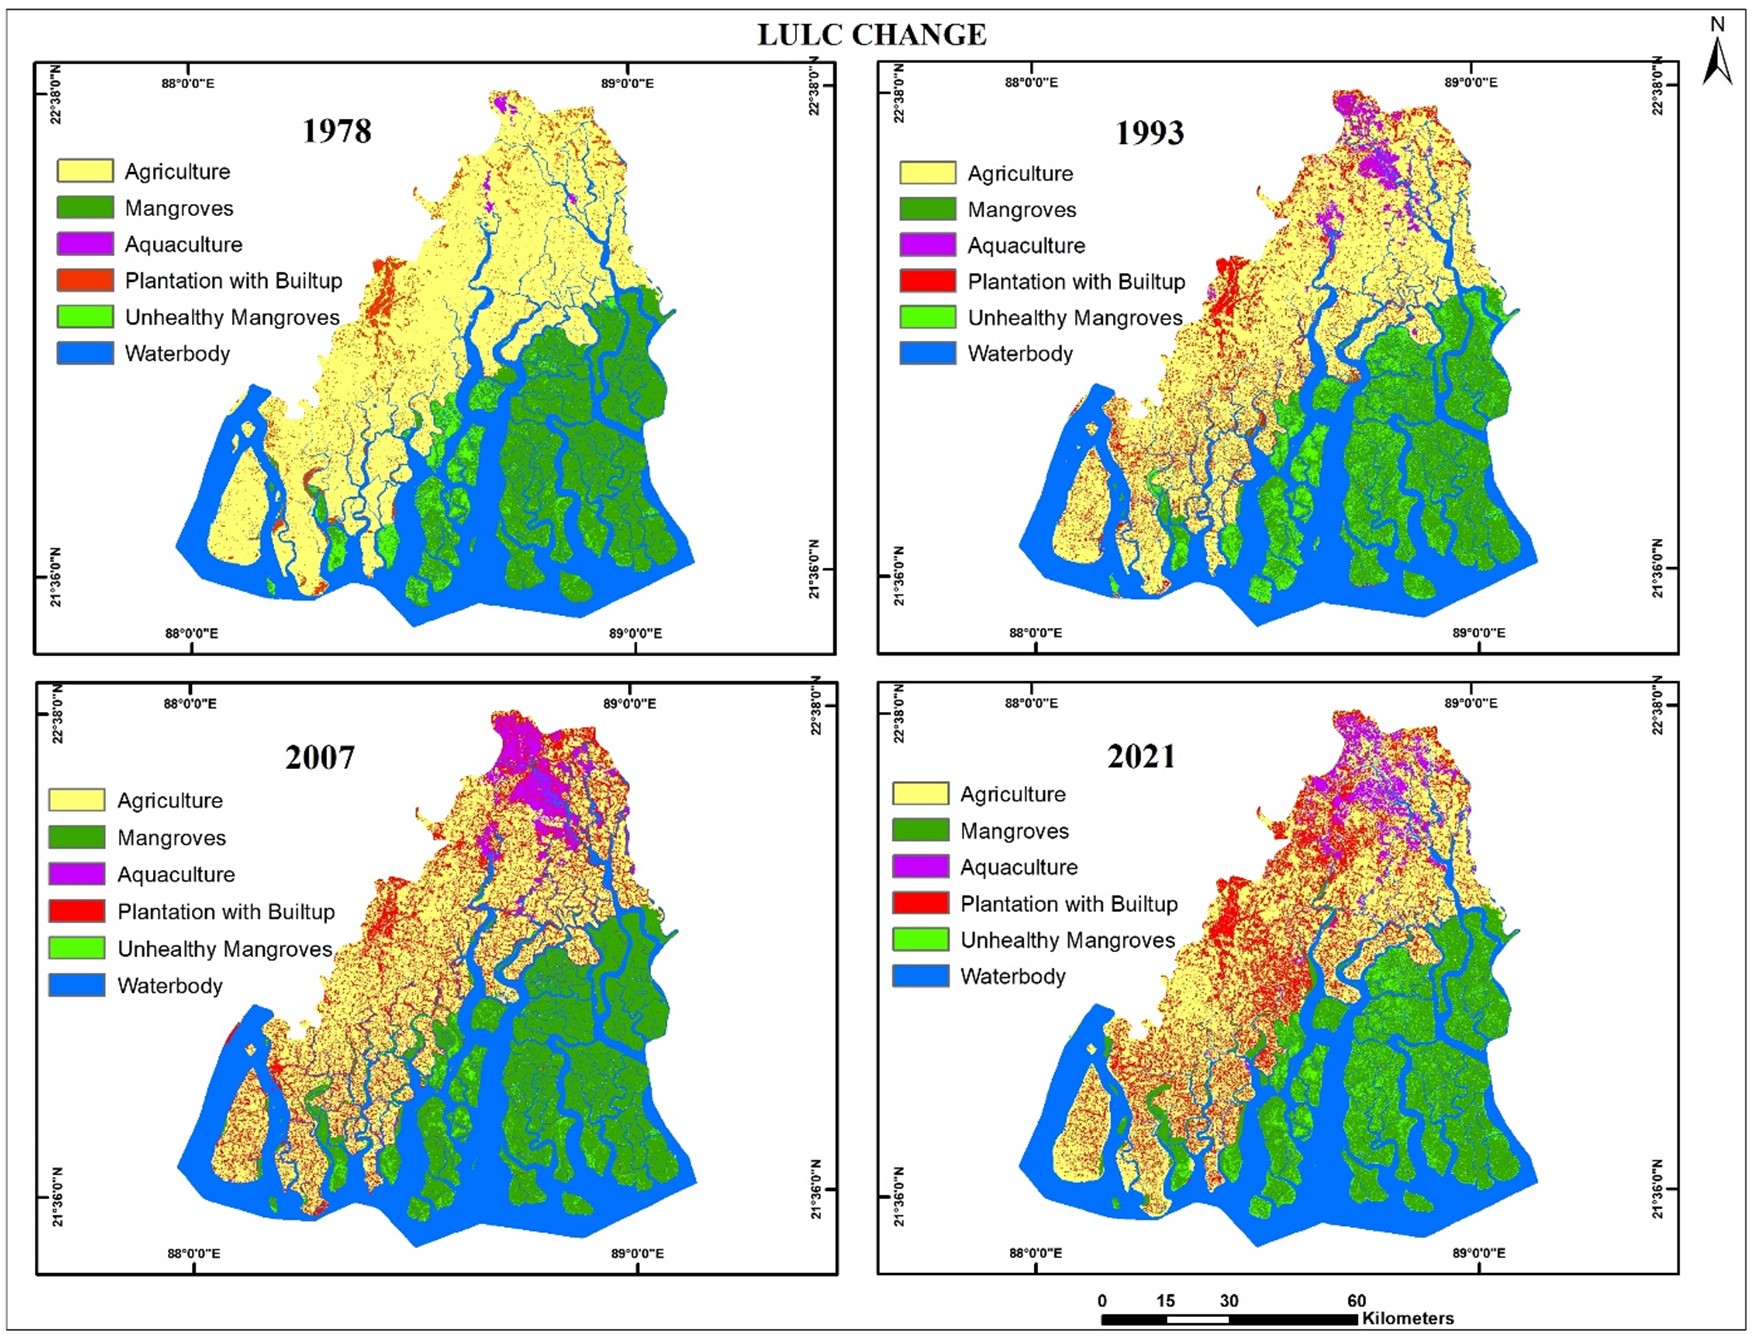 LULC CHANGE
N
88°0'0"E
89°0'0"E
22°38'0"N
22°38'0"N
1978
Agriculture
Mangroves
Aquaculture
Plantation with Builtup
Unhealthy Mangroves
Waterbody
21°36'0"N
21°36'0"N
88°0'0"E
89°0'0"E
88°0'0"E
89°0'0"E
22°38'0"N
22°38'0"N
1993
Agriculture
Mangroves
Aquaculture
Plantation with Builtup
Unhealthy Mangroves
Waterbody
21°36'0"N
21°36'0"N
88°0'0"E
89°0'0"E
88°0'0"E
89°0'0"E
22°38'0"N
22°38'0"N
2007
Agriculture
Mangroves
Aquaculture
Plantation with Builtup
Unhealthy Mangroves
Waterbody
21°36'0"N
21°36'0"N
88°0'0"E
89°0'0"E
88°0'0"E
89°0'0"E
22°38'0"N
22°38'0"N
2021
Agriculture
Mangroves
Aquaculture
Plantation with Builtup
Unhealthy Mangroves
Waterbody
21°36'0"N
21°36'0"N
88°0'0"E
89°0'0"E
0 15 30 60
Kilometers